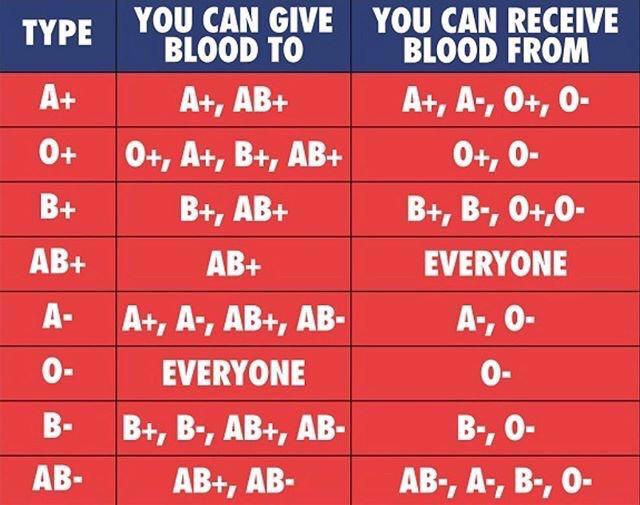 TYPE
YOU CAN GIVE
BLOOD TO
YOU CAN RECEIVE
BLOOD FROM
A+ A+, AB+ A+, A-, O+, O-
O+ O+, A+, B+, AB+ O+, O-
B+ B+, AB+ B+, B-, O+,O-
AB+ AB+ EVERYONE
A- A+, A-, AB+, AB- A-, O-
O- EVERYONE O-
B- B+, B-, AB+, AB- B-, O-
AB- AB+, AB- AB-, A-, B-, O-